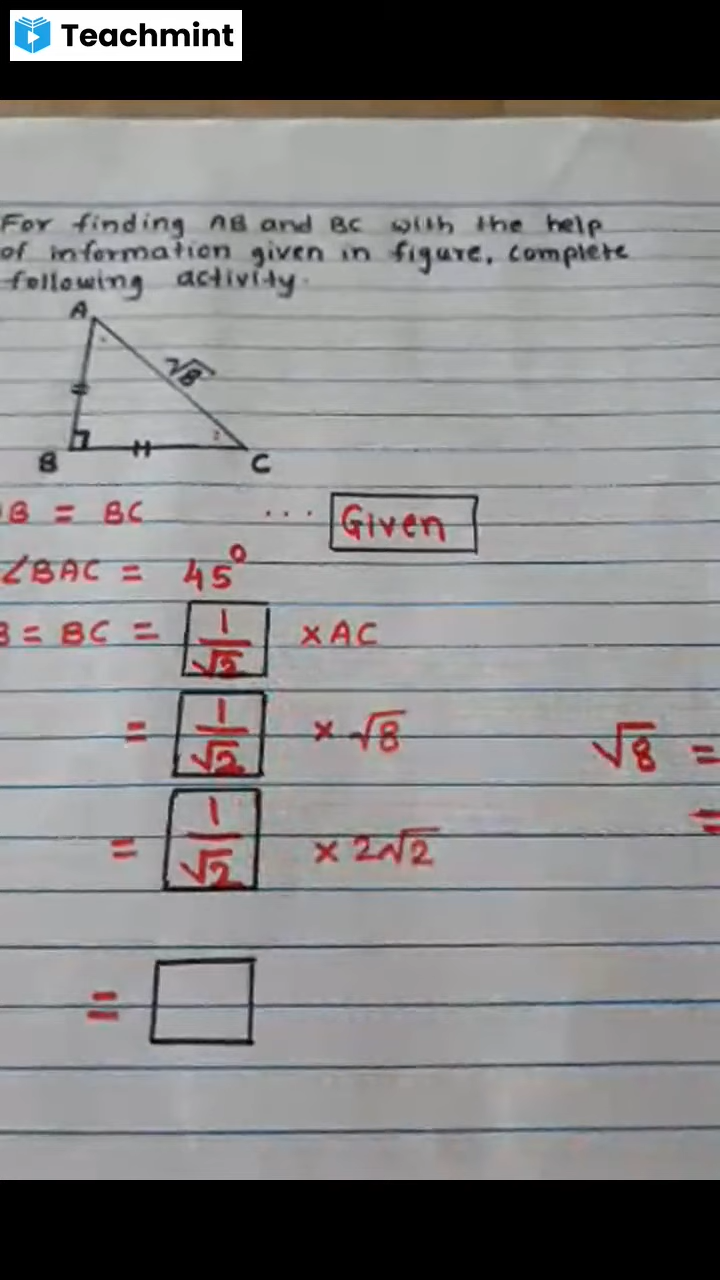 Teachmint
For finding AB and BC with the help
of information given in figure, complete
following activity.
A
√8
B
C
B = BC ... Given
∠BAC = 45°
B = BC = 1/√2 × AC
= 1/√2 × √8
√8 =
=
= 1/√2 × 2√2
=